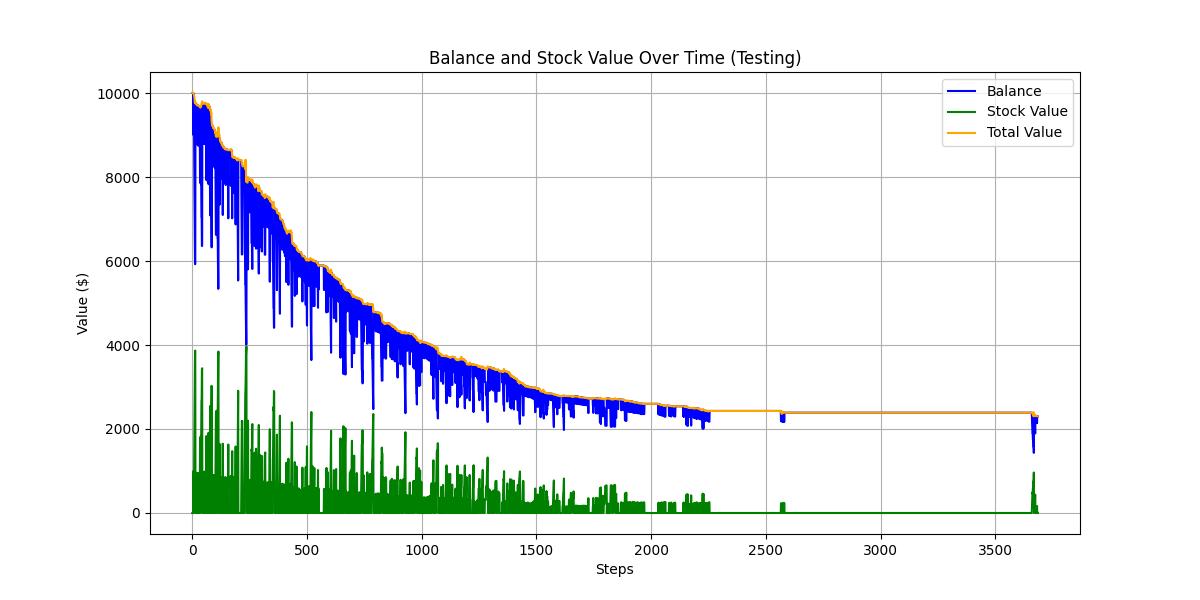 Balance and Stock Value Over Time (Testing)
Balance
Stock Value
Total Value
Value ($)
10000
8000
6000
4000
2000
0
0 500 1000 1500 2000 2500 3000 3500
Steps